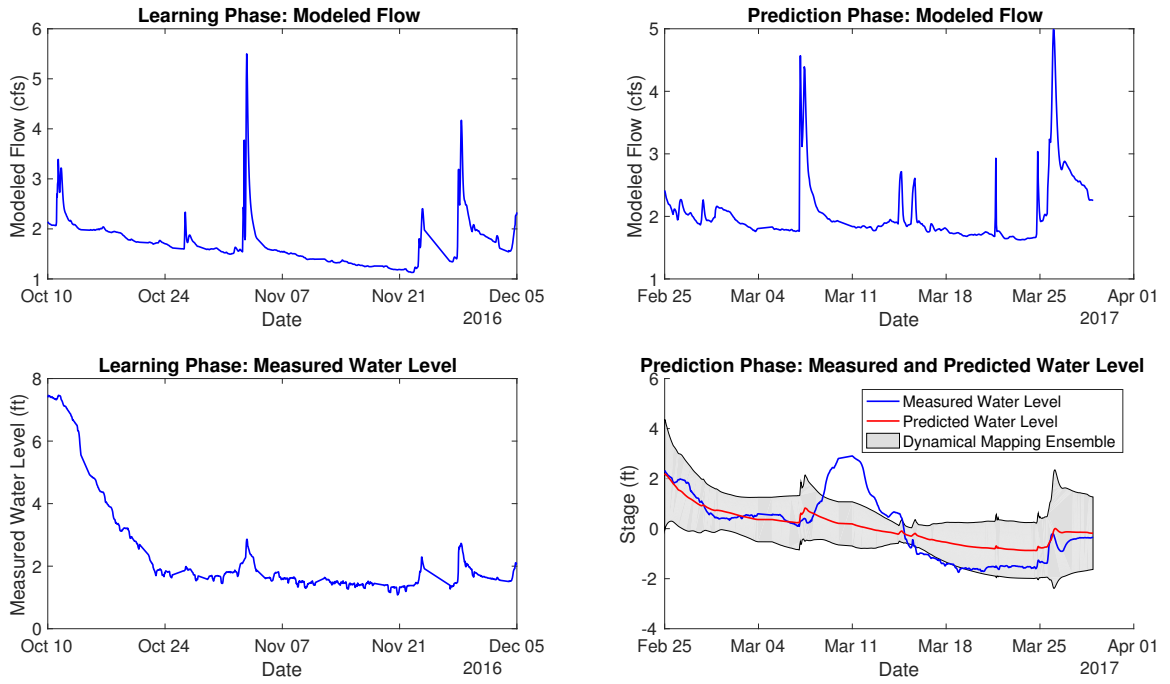 Learning Phase: Modeled Flow
6
5
4
3
2
1
Modeled Flow (cfs)
Oct 10 Oct 24 Nov 07 Nov 21 Dec 05
Date 2016
Prediction Phase: Modeled Flow
5
4
3
2
1
Modeled Flow (cfs)
Feb 25 Mar 04 Mar 11 Mar 18 Mar 25 Apr 01
Date 2017
Learning Phase: Measured Water Level
8
6
4
2
0
Measured Water Level (ft)
Oct 10 Oct 24 Nov 07 Nov 21 Dec 05
Date 2016
Prediction Phase: Measured and Predicted Water Level
6
4
2
0
-2
-4
Stage (ft)
Measured Water Level
Predicted Water Level
Dynamical Mapping Ensemble
Feb 25 Mar 04 Mar 11 Mar 18 Mar 25 Apr 01
Date 2017